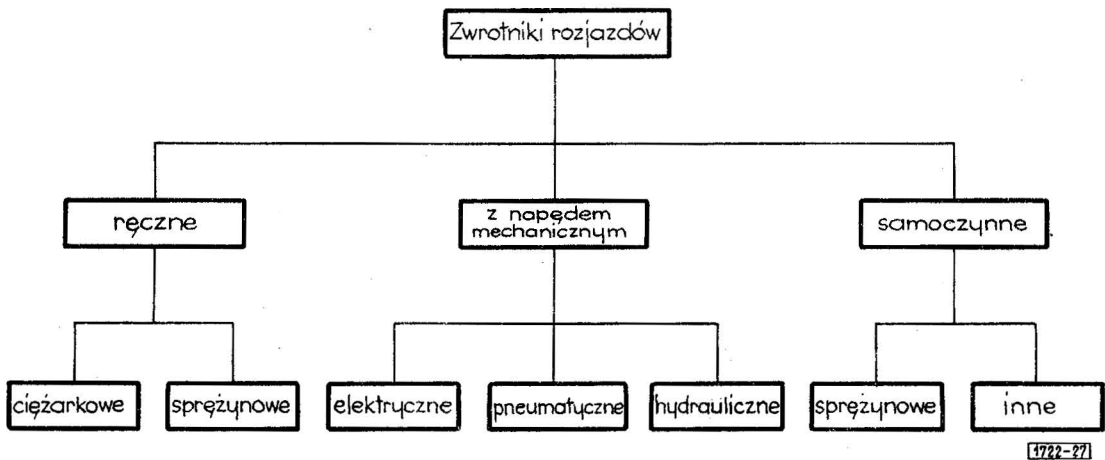 Zwrotniki rozjazdów
ręczne
z napędem
mechanicznym
samoczynne
ciężarkowe
sprężynowe
elektryczne
pneumatyczne
hydrauliczne
sprężynowe
inne
1722-27